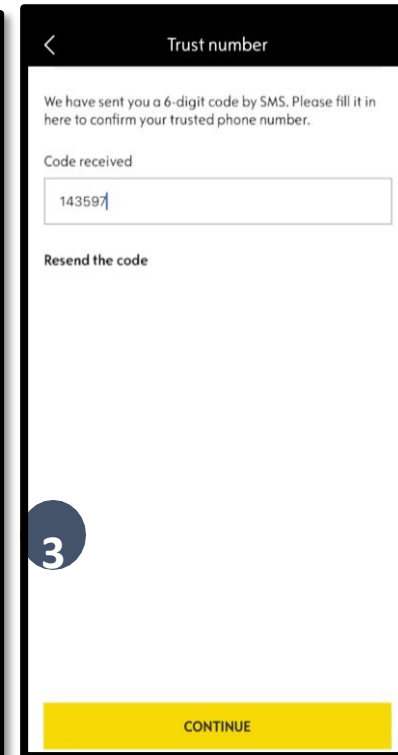 Trust number
We have sent you a 6-digit code by SMS. Please fill it in
here to confirm your trusted phone number.
Code received
143597
Resend the code
3
CONTINUE